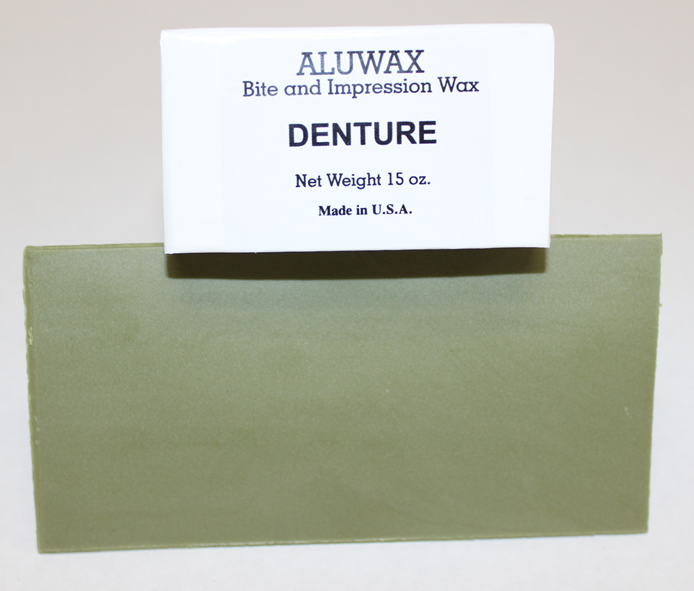 ALUWAX
Bite and Impression Wax
DENTURE
Net Weight 15 oz.
Made in U.S.A.